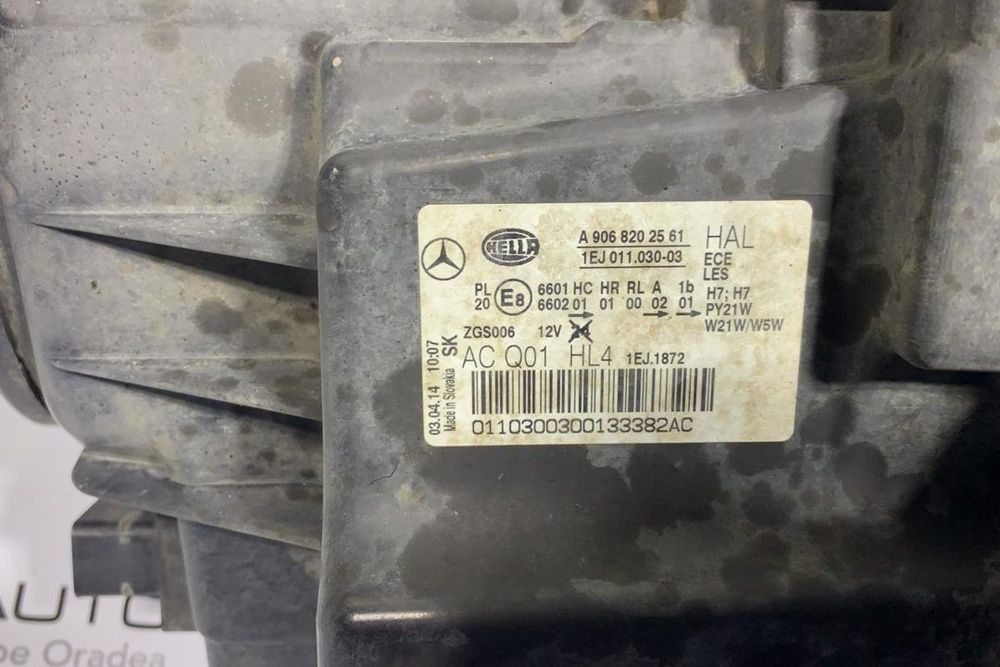 HELLA
A 906 820 25 61
HAL
1EJ 011.030-03
ECE
LES
PL
20
E8
6601 HC HR RL A 1b
6602 01 01 00 02 01
H7; H7
PY21W
W21W/W5W
ZGS006 12V 24
AC Q01 HL4 1EJ.1872
03.04.14 10:07
Made in Slovakia SK
0110300300133382AC
AUTO
pe Oradea